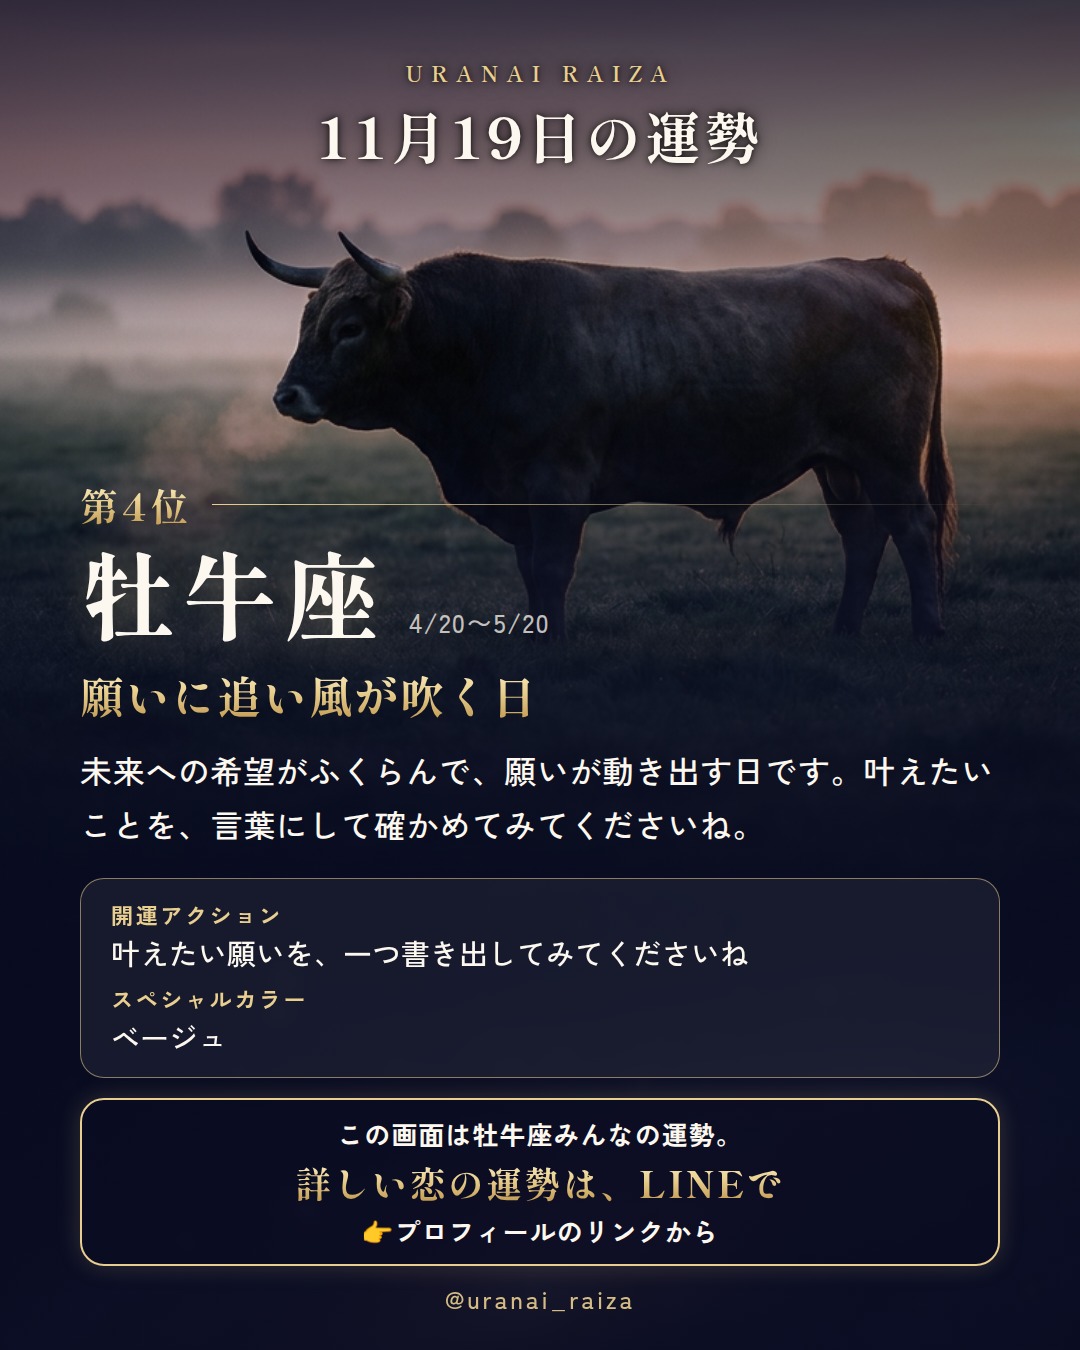 URANAI RAIZA
11月19日の運勢
第4位
牡牛座 4/20〜5/20
願いに追い風が吹く日
未来への希望がふくらんで、願いが動き出す日です。叶えたい
ことを、言葉にして確かめてみてくださいね。
開運アクション
叶えたい願いを、一つ書き出してみてくださいね
スペシャルカラー
ベージュ
この画面は牡牛座みんなの運勢。
詳しい恋の運勢は、LINEで
👉プロフィールのリンクから
@uranai_raiza